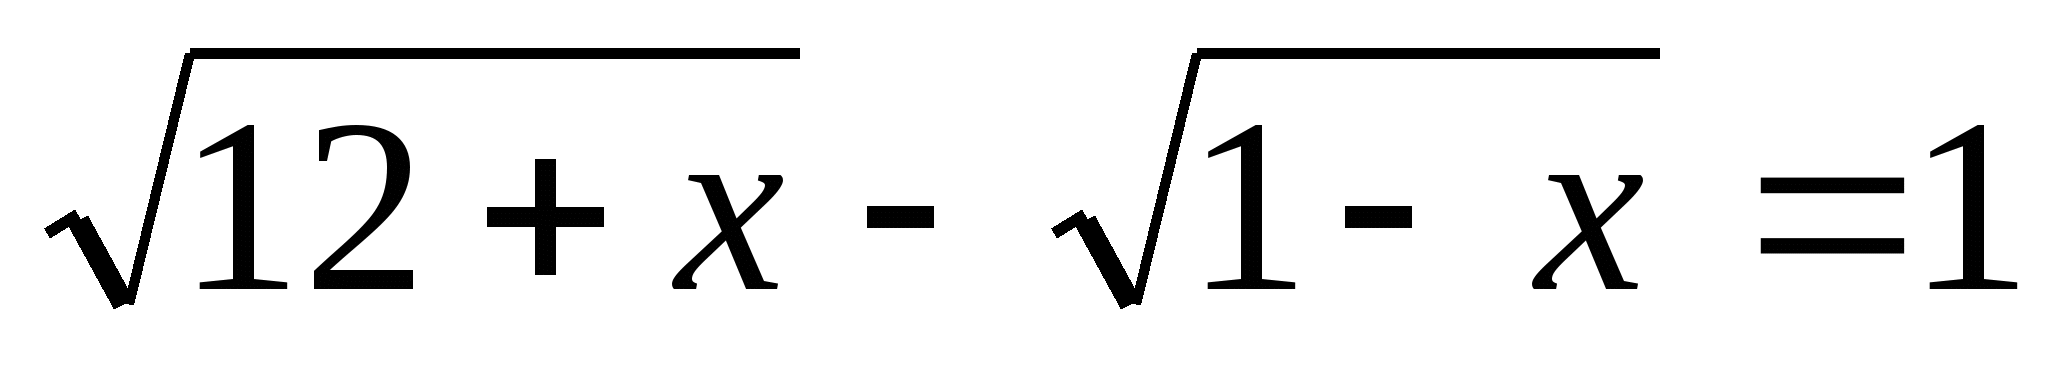 √(12 + x) - √(1 - x) = 1